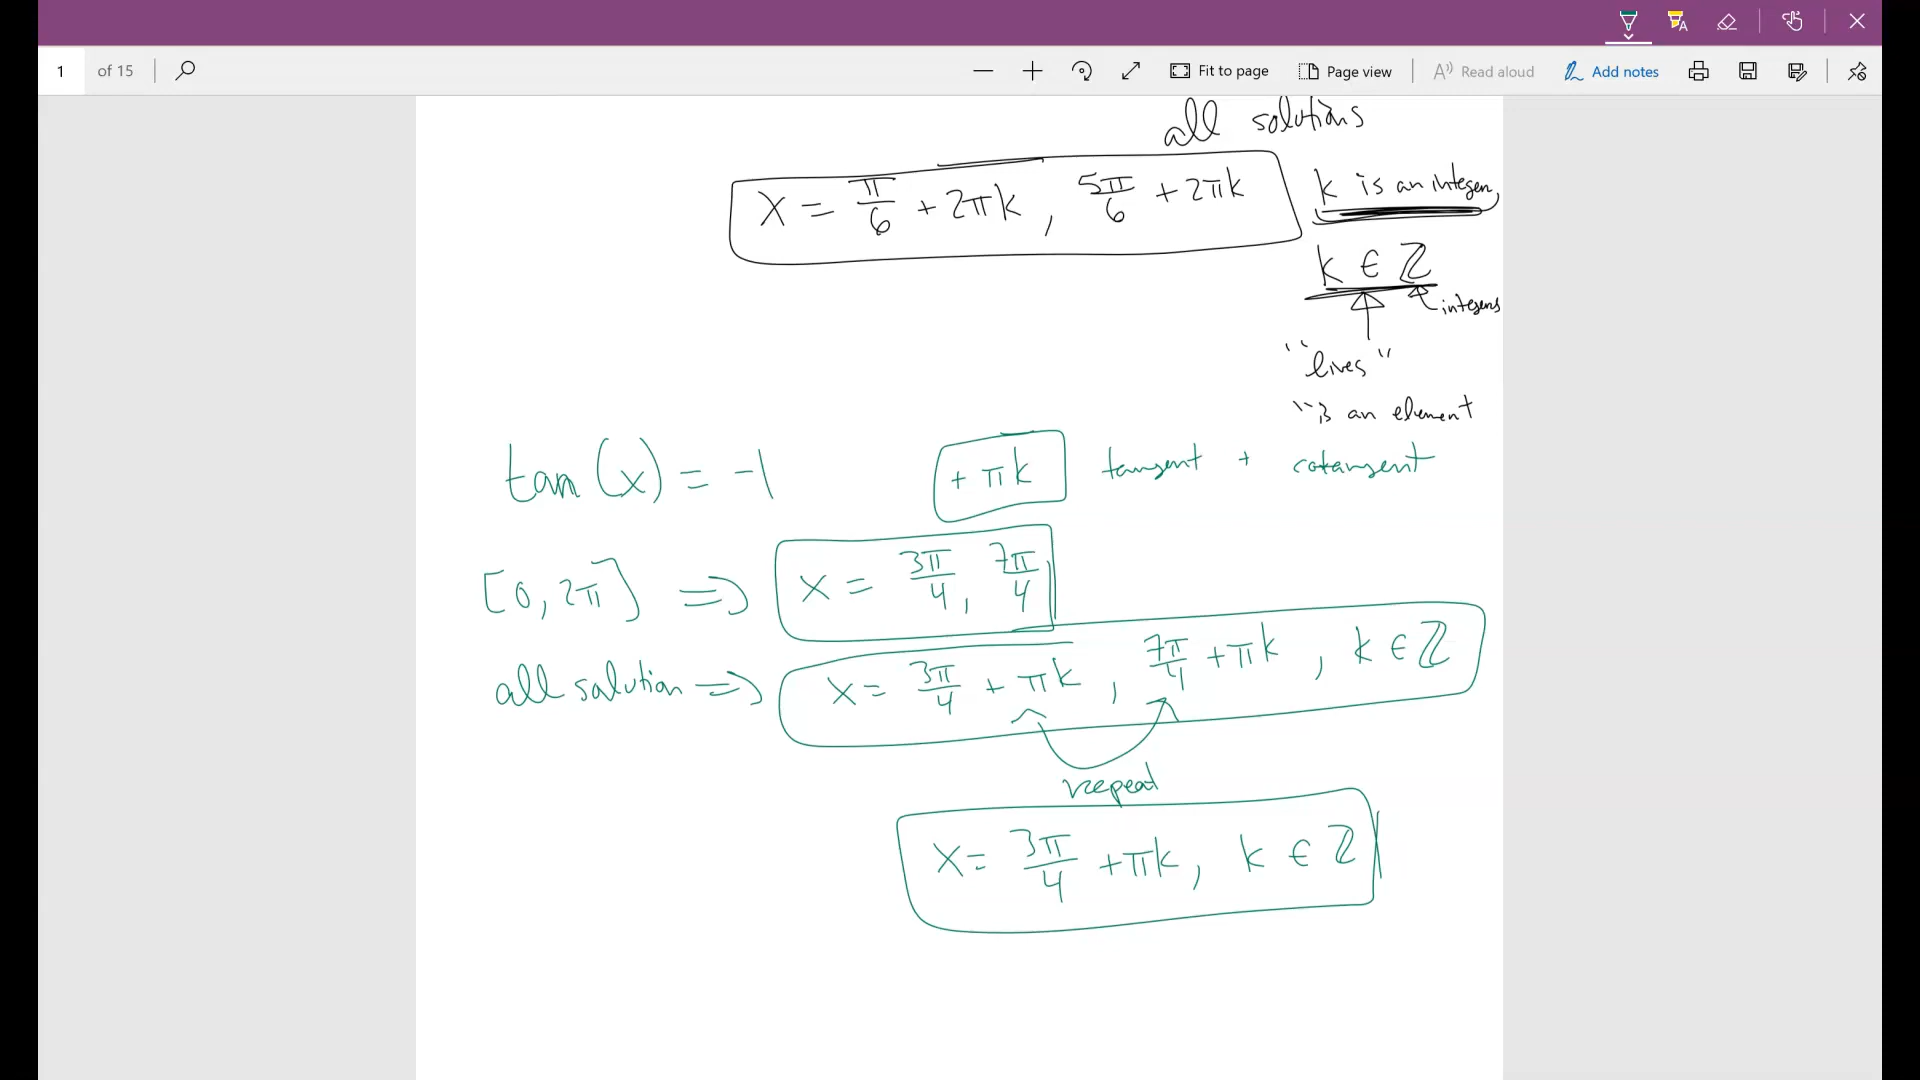 1 of 15 Fit to page Page view Read aloud Add notes
all solutions
x = π/6 + 2πk, 5π/6 + 2πk
k is an integer,
k ∈ ℤ
integers
"lives"
"is an element
tan(x) = -1
+ πk tangent + cotangent
[0, 2π] ⇒ x = 3π/4, 7π/4
all solution ⇒ x = 3π/4 + πk, 7π/4 + πk, k ∈ ℤ
repeat
x = 3π/4 + πk, k ∈ ℤ